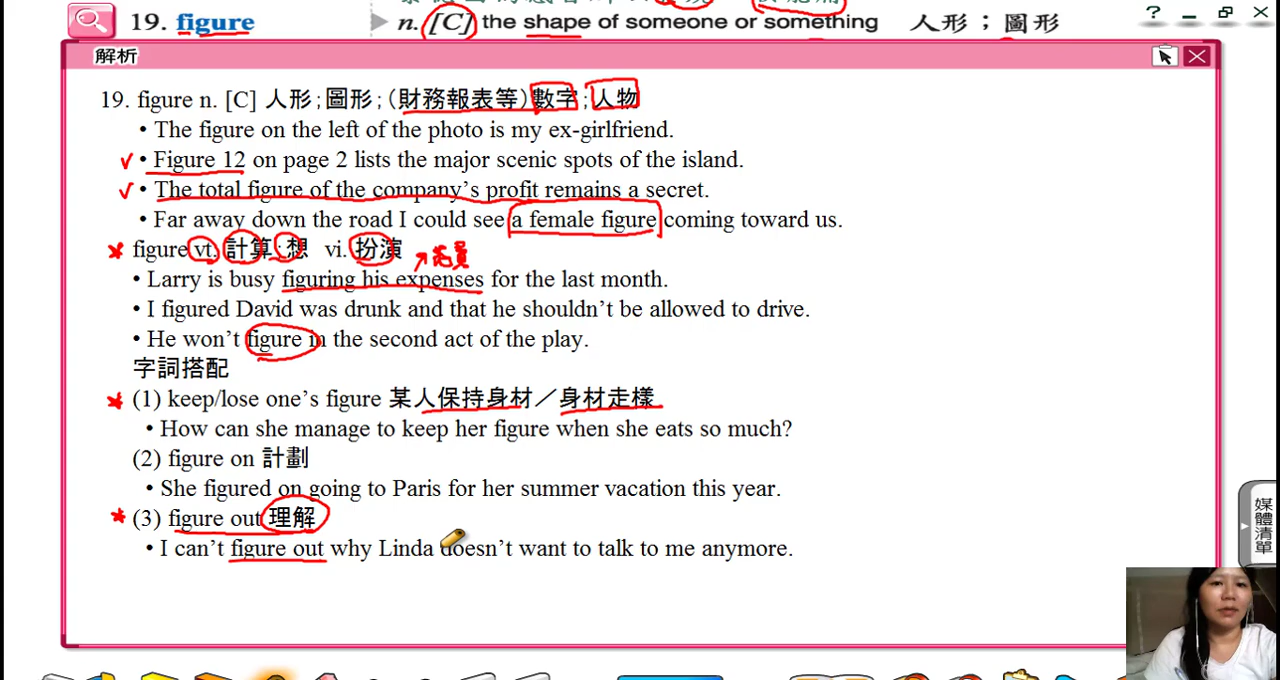 19. figure
n. [C] the shape of someone or something 人形；圖形
解析
19. figure n. [C] 人形；圖形；（財務報表等）數字；人物
• The figure on the left of the photo is my ex-girlfriend.
• Figure 12 on page 2 lists the major scenic spots of the island.
• The total figure of the company’s profit remains a secret.
• Far away down the road I could see a female figure coming toward us.
figure vt. 計算；想 vi. 扮演
• Larry is busy figuring his expenses for the last month.
• I figured David was drunk and that he shouldn’t be allowed to drive.
• He won’t figure in the second act of the play.
字詞搭配
(1) keep/lose one’s figure 某人保持身材／身材走樣
• How can she manage to keep her figure when she eats so much?
(2) figure on 計劃
• She figured on going to Paris for her summer vacation this year.
(3) figure out 理解
• I can’t figure out why Linda doesn’t want to talk to me anymore.
媒體清單